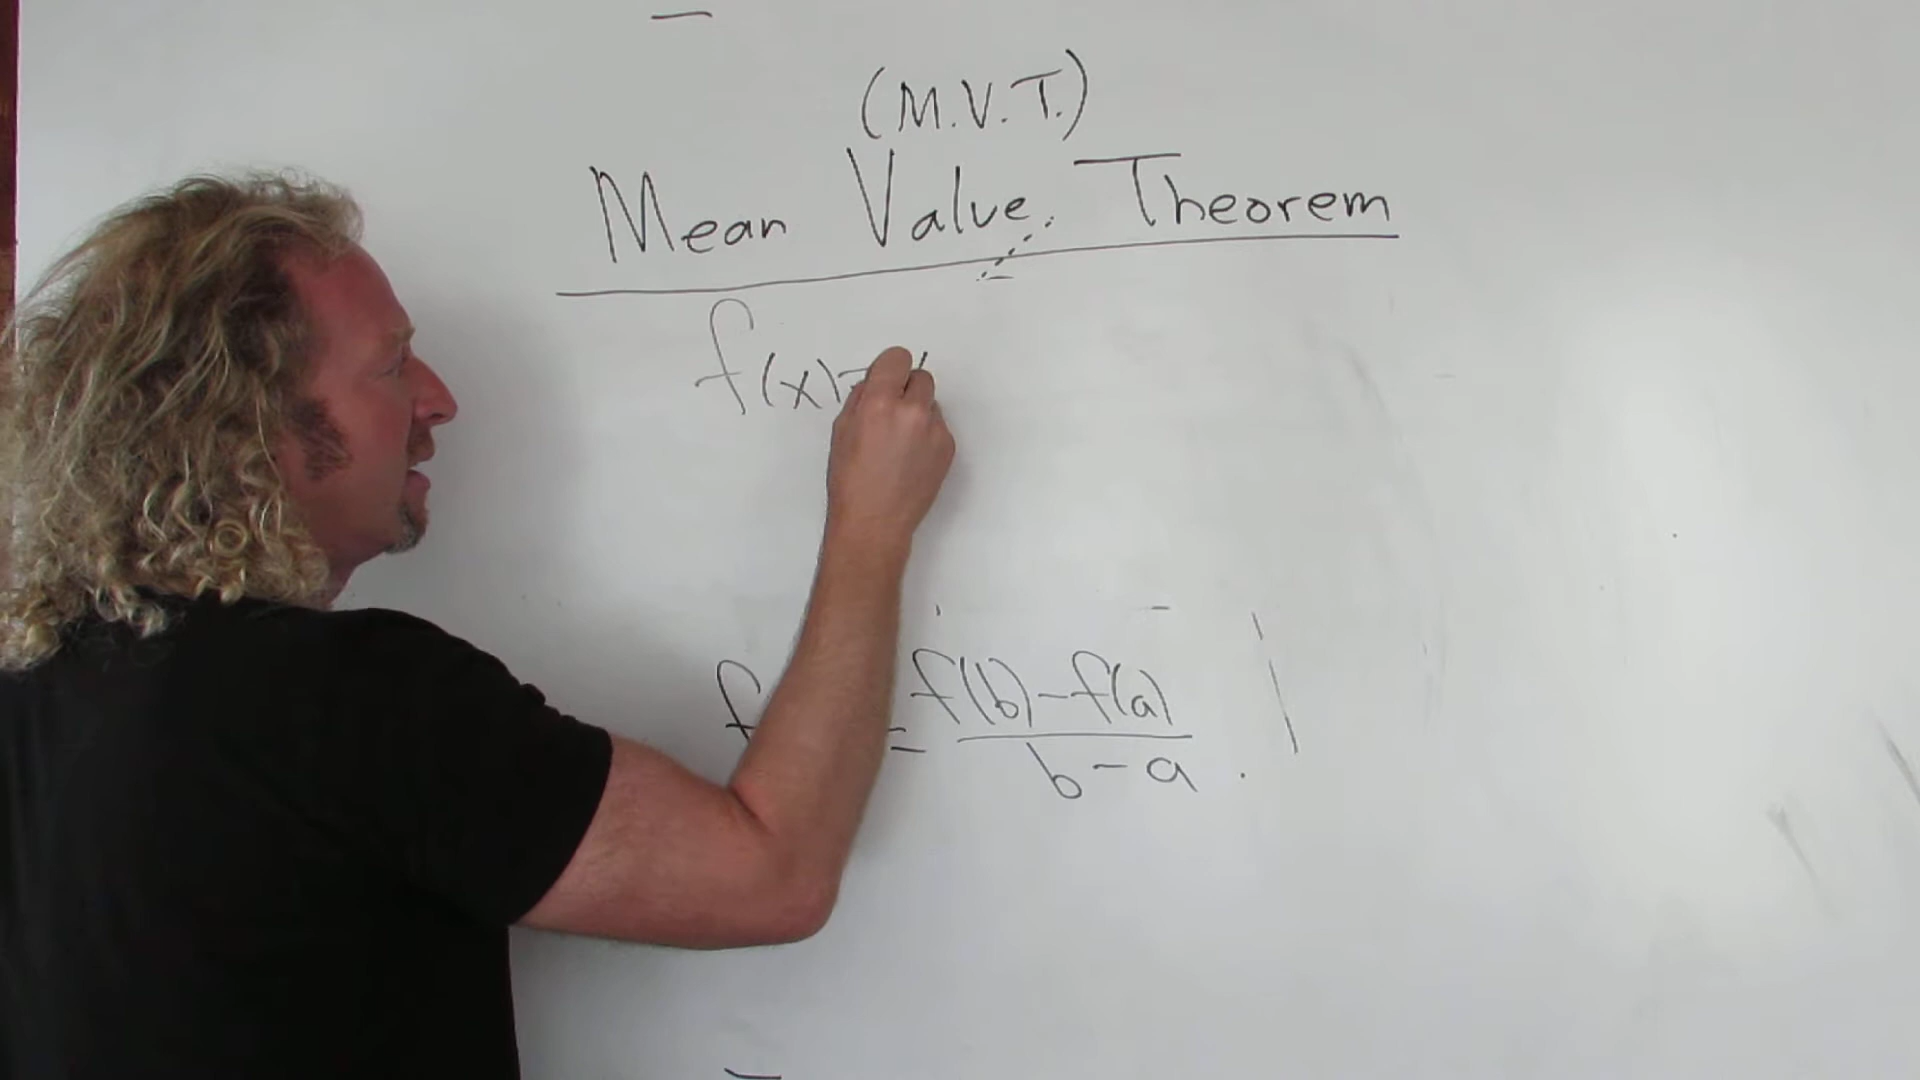 (M.V.T.)
Mean Value Theorem
f(x)=
f = f(b)-f(a)
b-a